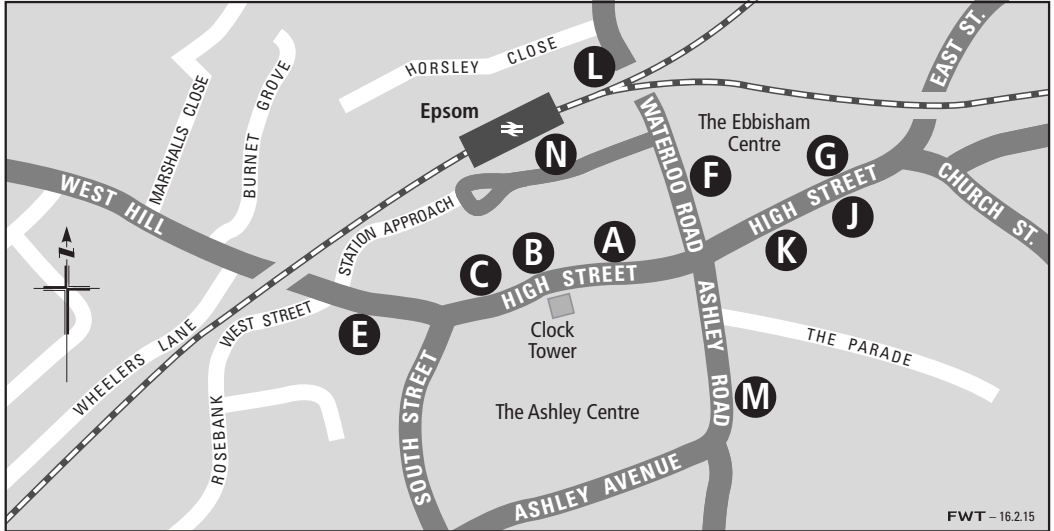 EAST ST.
HORSLEY CLOSE
L
MARSHALLS CLOSE
BURNET GROVE
Epsom
N
WATERLOO ROAD
The Ebbisham
Centre
F
G
HIGH STREET
J
K
CHURCH ST.
WEST HILL
STATION APPROACH
N
C
B
A
HIGH STREET
Clock
Tower
E
WEST STREET
WHEELERS LANE
ROSEBANK
SOUTH STREET
The Ashley Centre
ASHLEY ROAD
THE PARADE
M
ASHLEY AVENUE
FWT – 16.2.15